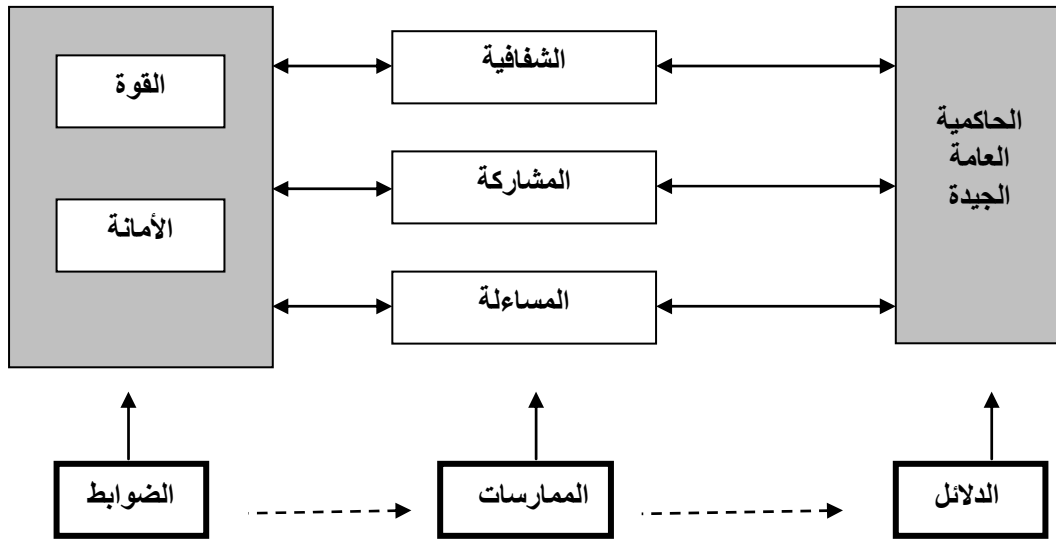 القوة
الأمانة
الشفافية
المشاركة
المساءلة
الحاكمية
العامة
الجيدة
الضوابط
الممارسات
الدلائل